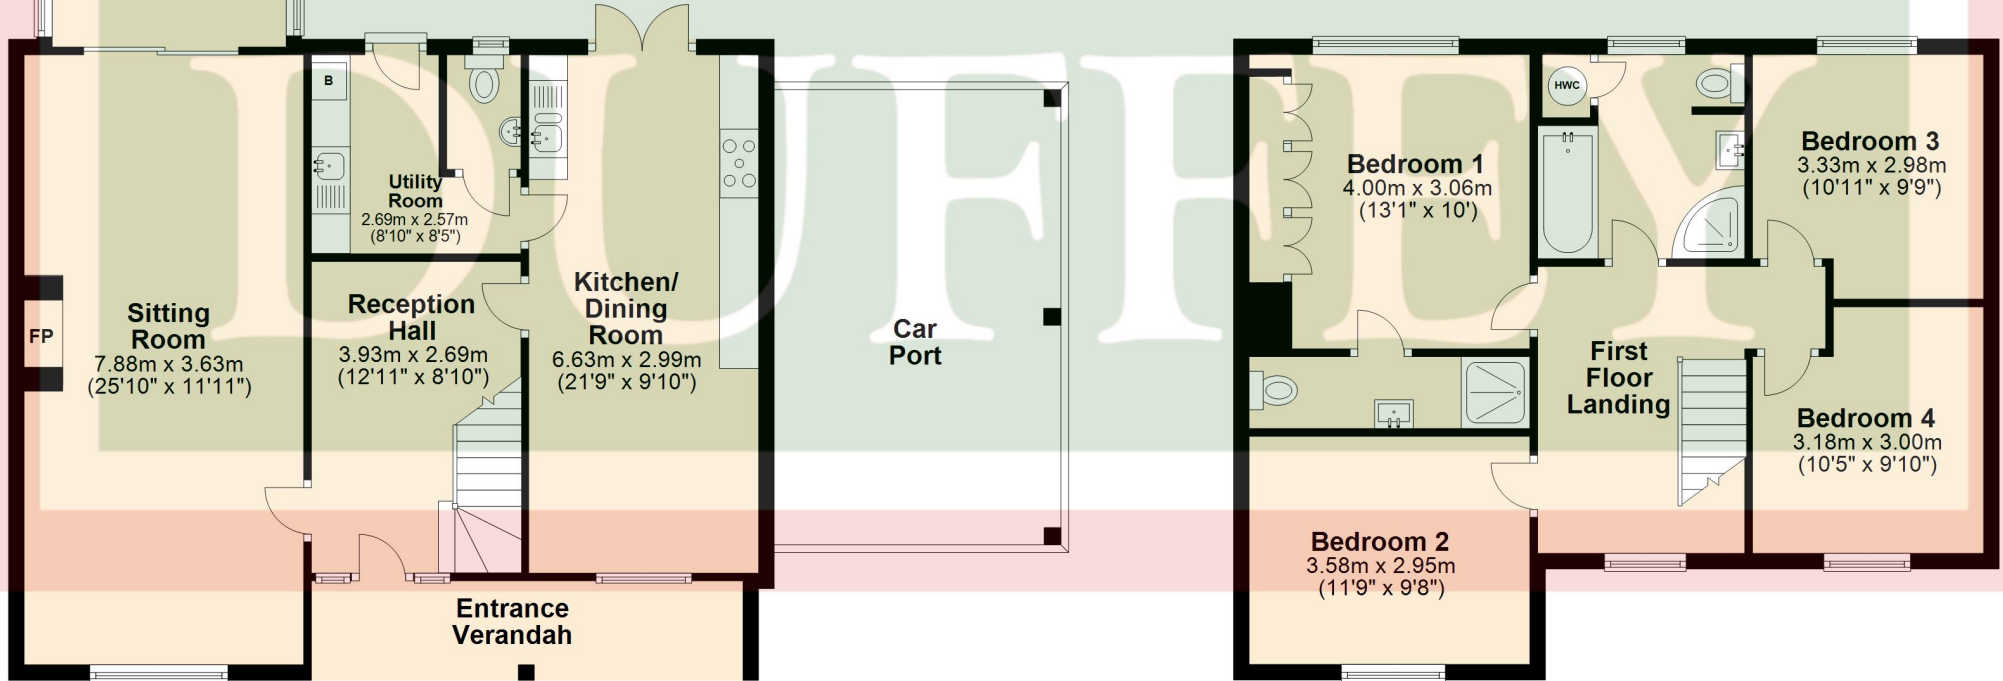 DUFFEY
B
Utility
Room
2.69m x 2.57m
(8'10" x 8'5")
Sitting
Room
7.88m x 3.63m
(25'10" x 11'11")
FP
Reception
Hall
3.93m x 2.69m
(12'11" x 8'10")
Kitchen/
Dining
Room
6.63m x 2.99m
(21'9" x 9'10")
Car
Port
Entrance
Verandah
HWC
Bedroom 1
4.00m x 3.06m
(13'1" x 10')
Bedroom 3
3.33m x 2.98m
(10'11" x 9'9")
First
Floor
Landing
Bedroom 4
3.18m x 3.00m
(10'5" x 9'10")
Bedroom 2
3.58m x 2.95m
(11'9" x 9'8")